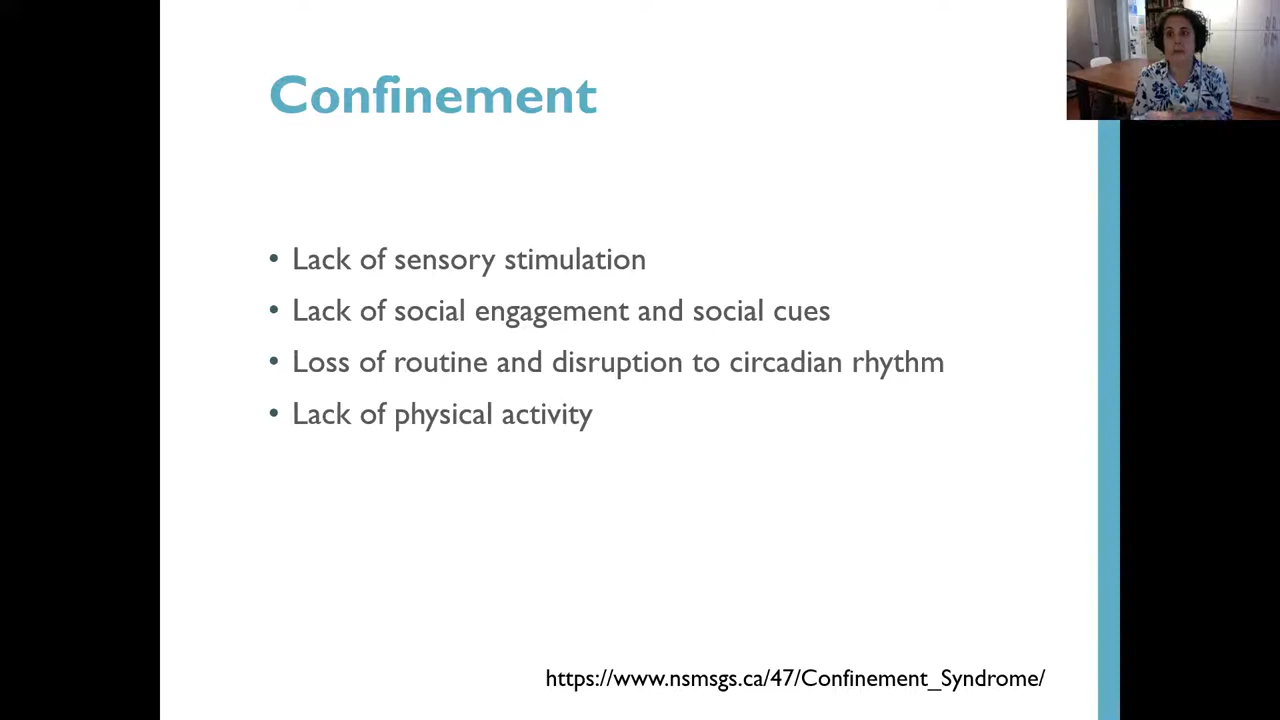 Confinement
• Lack of sensory stimulation
• Lack of social engagement and social cues
• Loss of routine and disruption to circadian rhythm
• Lack of physical activity
https://www.nsmsgs.ca/47/Confinement_Syndrome/